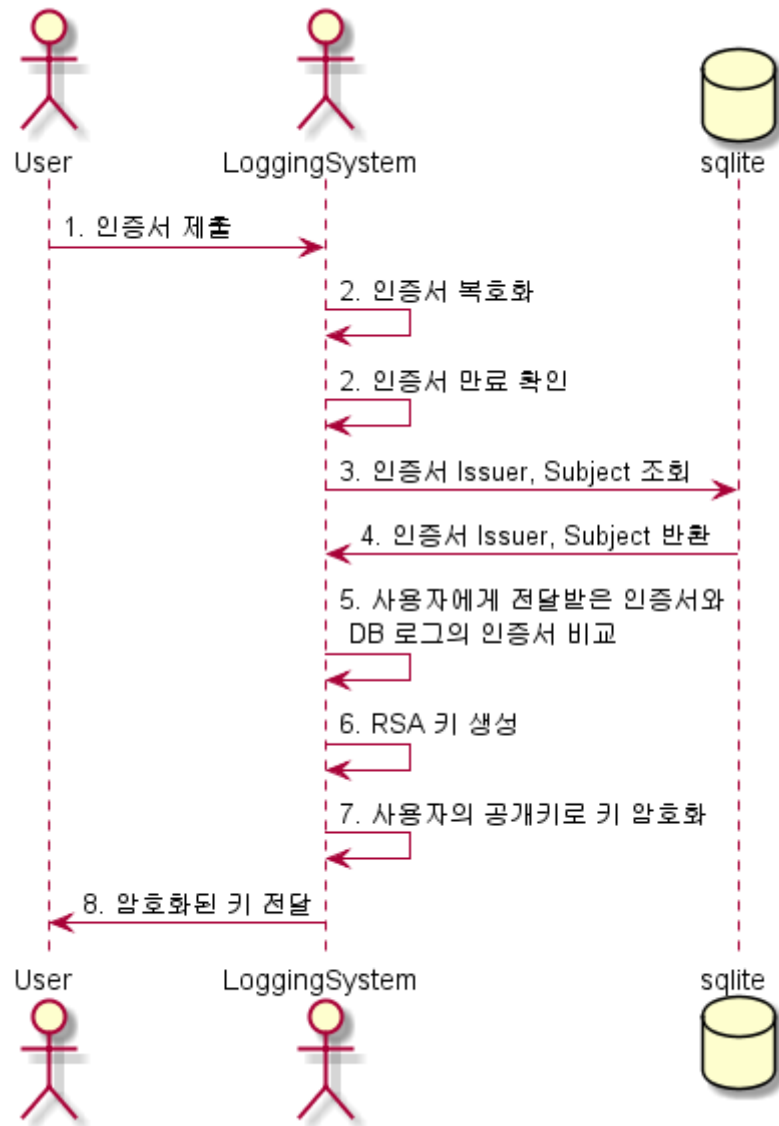 User LoggingSystem sqlite
1. 인증서 제출
2. 인증서 복호화
2. 인증서 만료 확인
3. 인증서 Issuer, Subject 조회
4. 인증서 Issuer, Subject 반환
5. 사용자에게 전달받은 인증서와
DB 로그의 인증서 비교
6. RSA 키 생성
7. 사용자의 공개키로 키 암호화
8. 암호화된 키 전달
User LoggingSystem sqlite